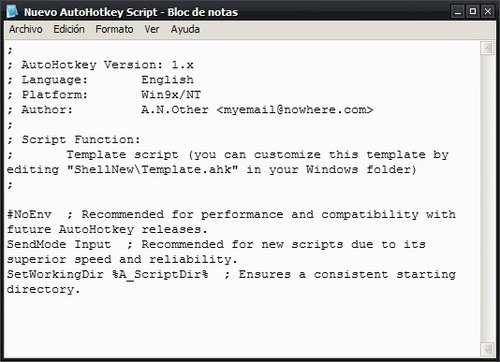 Nuevo AutoHotkey Script - Bloc de notas
Archivo Edición Formato Ver Ayuda
;
; AutoHotkey Version: 1.x
; Language:       English
; Platform:       Win9x/NT
; Author:         A.N.Other <myemail@nowhere.com>
;
; Script Function:
;       Template script (you can customize this template by
editing "ShellNew\Template.ahk" in your Windows folder)
;

#NoEnv  ; Recommended for performance and compatibility with
future AutoHotkey releases.
SendMode Input  ; Recommended for new scripts due to its
superior speed and reliability.
SetWorkingDir %A_ScriptDir%  ; Ensures a consistent starting
directory.